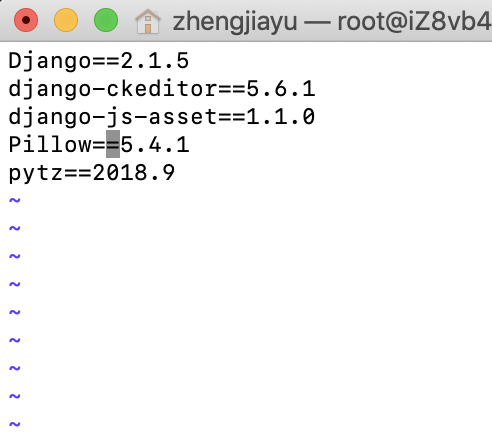 zhengjiayu — root@iZ8vb4
Django==2.1.5
django-ckeditor==5.6.1
django-js-asset==1.1.0
Pillow==5.4.1
pytz==2018.9
~
~
~
~
~
~
~
~
~